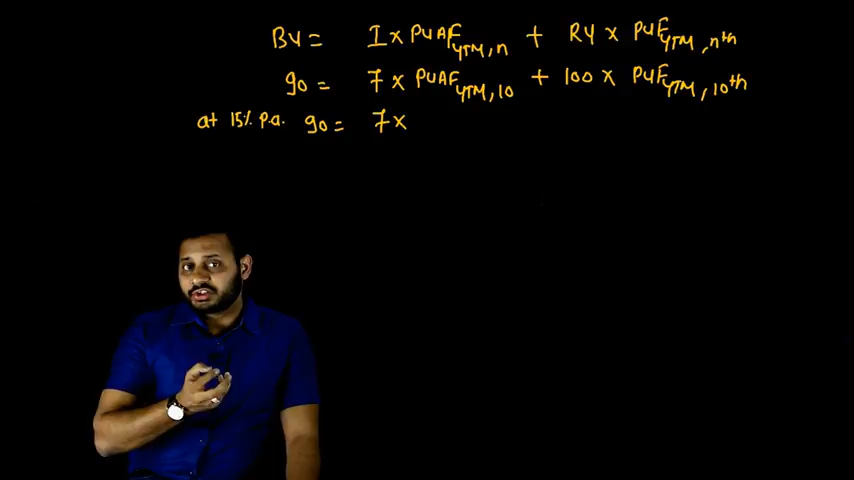 BV = I x PVAF YTM, n + RV x PVF YTM, nth
90 = 7 x PVAF YTM, 10 + 100 x PVF YTM, 10th
at 15% p.a. 90 = 7 x